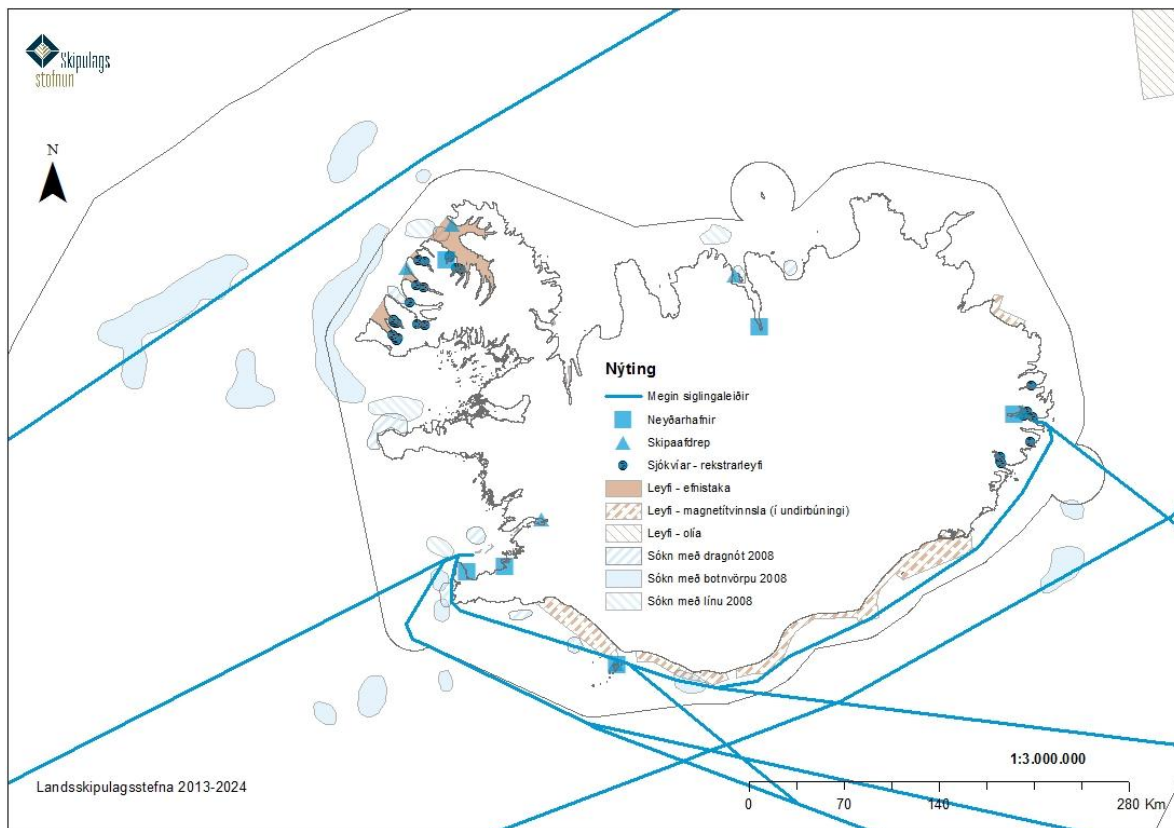 Skipulags
stofnun
N
Nýting
Megin siglingaleiðir
Neyðarhafnir
Skipaafdrep
Sjókvíar - rekstrarleyfi
Leyfi - efnistaka
Leyfi - magnetítvinnsla (í undirbúningi)
Leyfi - olía
Sókn með dragnót 2008
Sókn með botnvörpu 2008
Sókn með línu 2008
1:3.000.000
Landsskipulagsstefna 2013-2024
0 70 140 280 Km